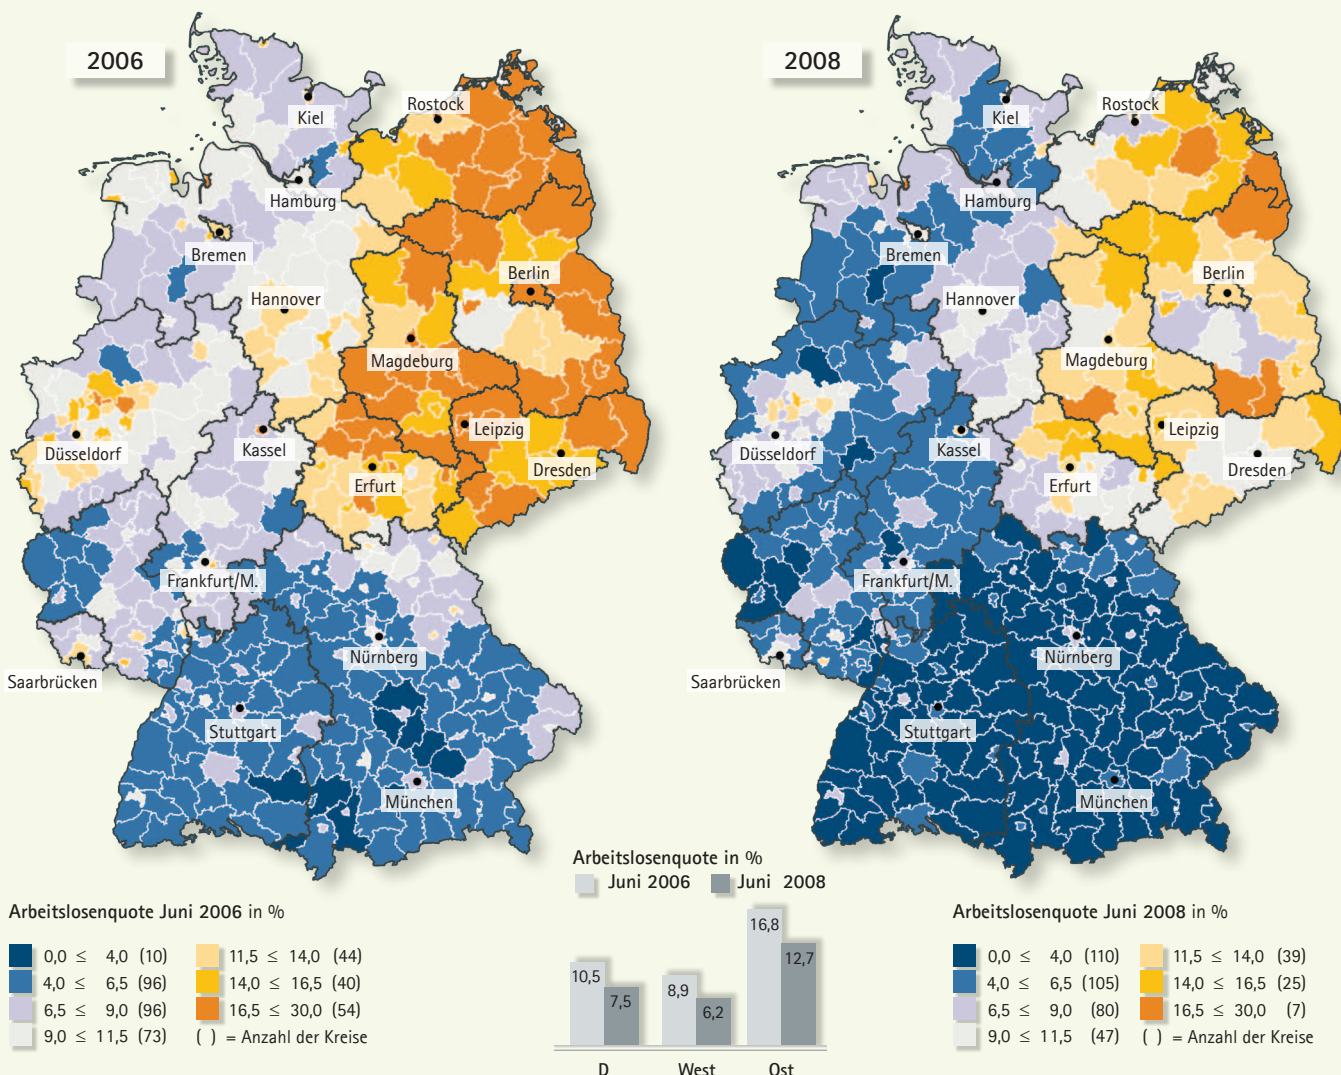 2006
Kiel
Rostock
Hamburg
Bremen
Berlin
Hannover
Magdeburg
Düsseldorf
Kassel
Leipzig
Erfurt
Dresden
Frankfurt/M.
Nürnberg
Saarbrücken
Stuttgart
München
2008
Kiel
Rostock
Hamburg
Bremen
Berlin
Hannover
Magdeburg
Düsseldorf
Kassel
Leipzig
Erfurt
Dresden
Frankfurt/M.
Nürnberg
Saarbrücken
Stuttgart
München
Arbeitslosenquote Juni 2006 in %
0,0 ≤ 4,0 (10)
4,0 ≤ 6,5 (96)
6,5 ≤ 9,0 (96)
9,0 ≤ 11,5 (73)
11,5 ≤ 14,0 (44)
14,0 ≤ 16,5 (40)
16,5 ≤ 30,0 (54)
( ) = Anzahl der Kreise
Arbeitslosenquote in %
Juni 2006 Juni 2008
10,5
7,5
8,9
6,2
16,8
12,7
D West Ost
Arbeitslosenquote Juni 2008 in %
0,0 ≤ 4,0 (110)
4,0 ≤ 6,5 (105)
6,5 ≤ 9,0 (80)
9,0 ≤ 11,5 (47)
11,5 ≤ 14,0 (39)
14,0 ≤ 16,5 (25)
16,5 ≤ 30,0 (7)
( ) = Anzahl der Kreise